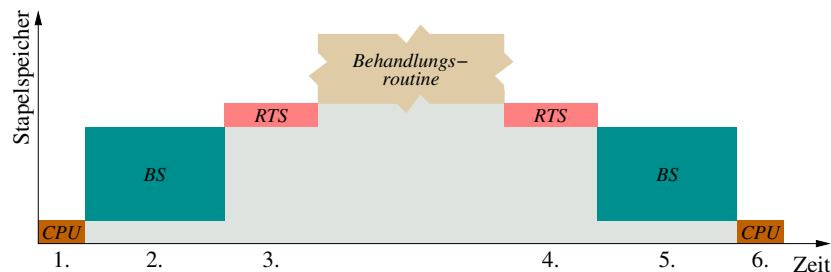 Stapelspeicher
Behandlungs−
routine
RTS
RTS
BS
BS
CPU
CPU
1.
2.
3.
4.
5.
6.
Zeit